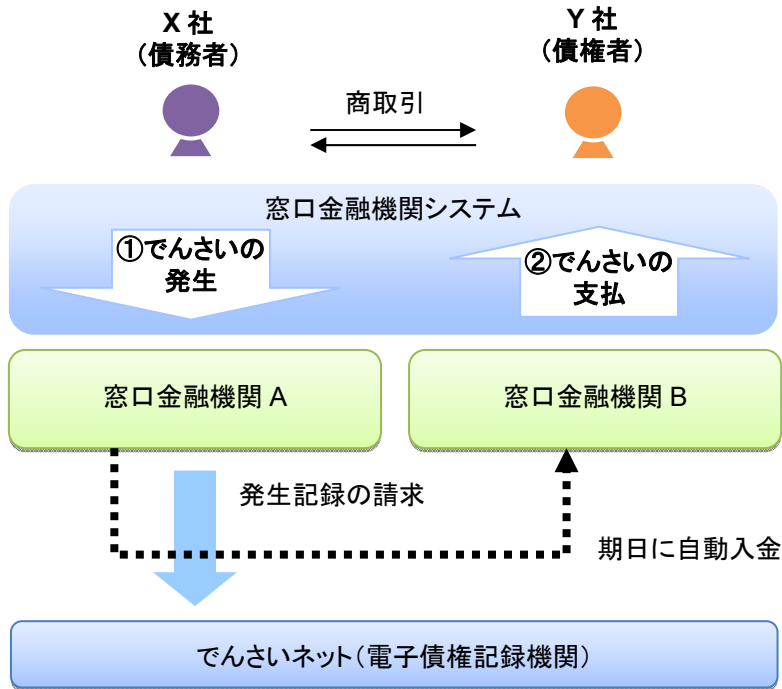 X 社
(債務者)
Y 社
(債権者)
商取引
窓口金融機関システム
①でんさいの
発生
②でんさいの
支払
窓口金融機関 A
窓口金融機関 B
発生記録の請求
期日に自動入金
でんさいネット(電子債権記録機関)